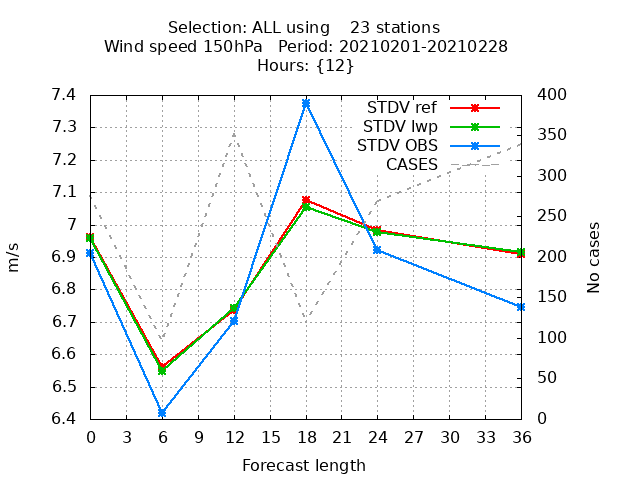 Selection: ALL using 23 stations
Wind speed 150hPa Period: 20210201-20210228
Hours: {12}
7.4
7.3
7.2
7.1
7
6.9
6.8
6.7
6.6
6.5
6.4
m/s
STDV ref
STDV lwp
STDV OBS
CASES
400
350
300
250
200
150
100
50
0
No cases
0 3 6 9 12 15 18 21 24 27 30 33 36
Forecast length